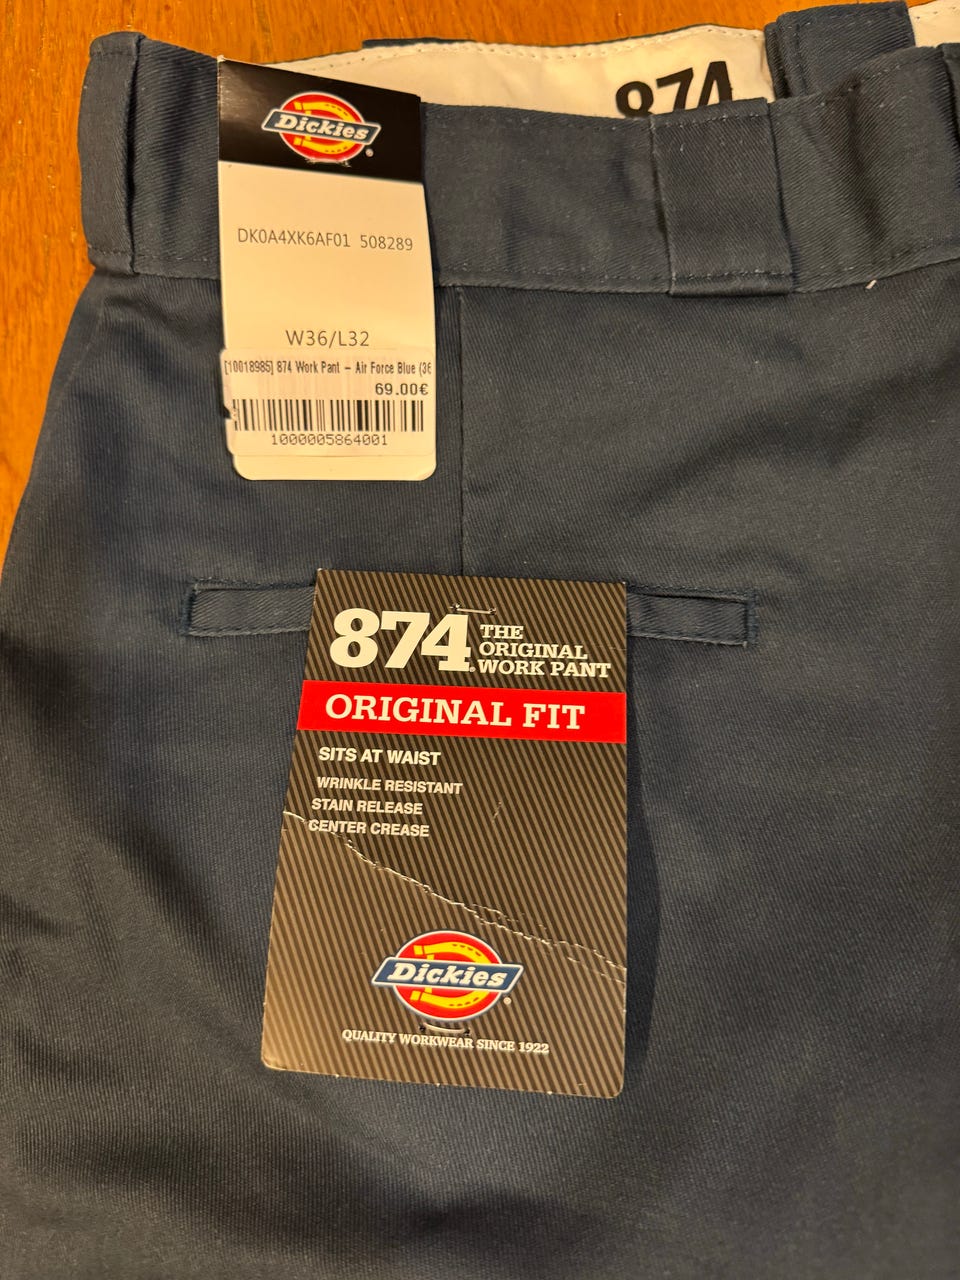 874
Dickies
DK0A4XK6AF01 508289
W36/L32
[10018985] 874 Work Pant – Air Force Blue (36
69.00€
1000005864001
874 THE
ORIGINAL
WORK PANT
ORIGINAL FIT
SITS AT WAIST
WRINKLE RESISTANT
STAIN RELEASE
CENTER CREASE
Dickies
QUALITY WORKWEAR SINCE 1922